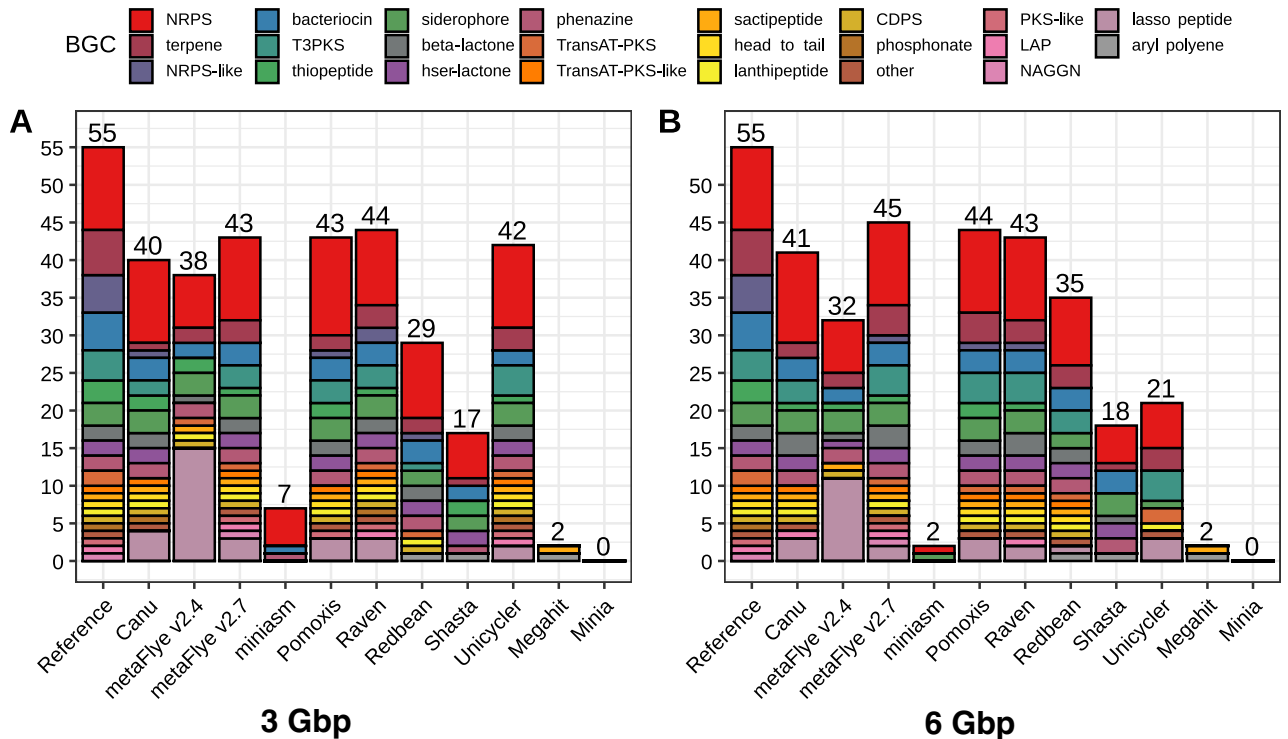 BGC
NRPS bacteriocin siderophore phenazine sactipeptide CDPS PKS-like lasso peptide
terpene T3PKS beta-lactone TransAT-PKS head to tail phosphonate LAP aryl polyene
NRPS-like thiopeptide hser-lactone TransAT-PKS-like lanthipeptide other NAGGN
A
55
50
45
40
35
30
25
20
15
10
5
0
55 40 38 43 7 43 44 29 17 42 2 0
Reference Canu metaFlye v2.4 metaFlye v2.7 miniasm Pomoxis Raven Redbean Shasta Unicycler Megahit Minia
3 Gbp
B
50
45
40
35
30
25
20
15
10
5
0
55 41 32 45 2 44 43 35 18 21 2 0
Reference Canu metaFlye v2.4 metaFlye v2.7 miniasm Pomoxis Raven Redbean Shasta Unicycler Megahit Minia
6 Gbp